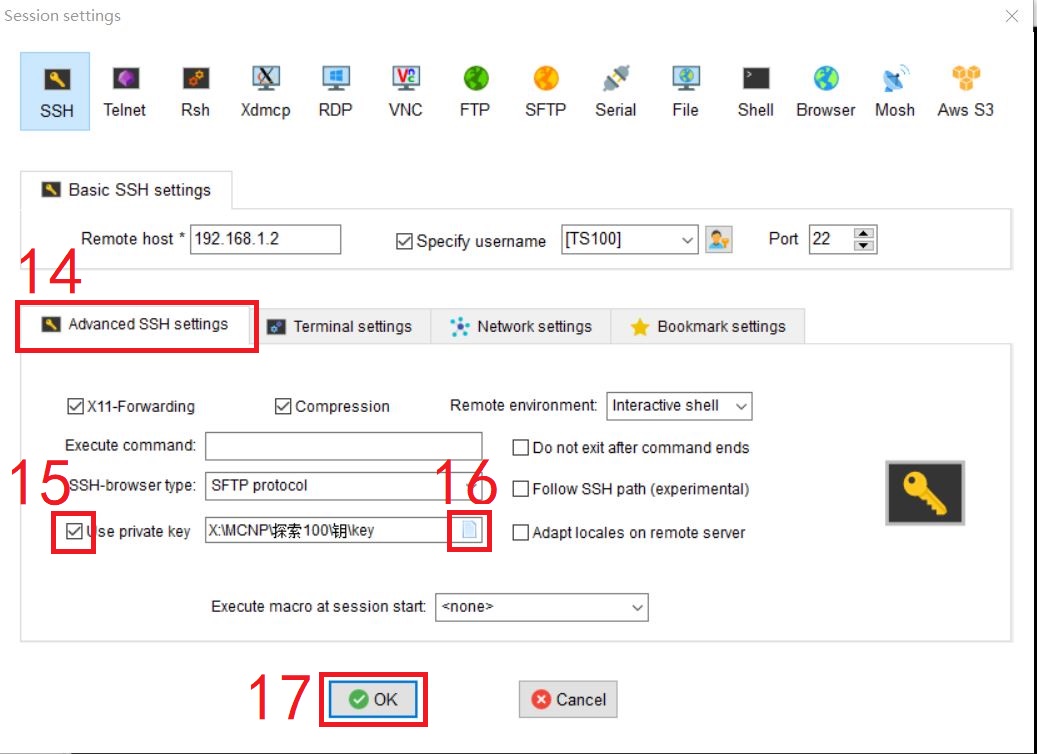 Session settings
SSH Telnet Rsh Xdmcp RDP VNC FTP SFTP Serial File Shell Browser Mosh Aws S3
Basic SSH settings
Remote host * 192.168.1.2 Specify username [TS100] Port 22
14
Advanced SSH settings Terminal settings Network settings Bookmark settings
X11-Forwarding Compression Remote environment: Interactive shell
Execute command: Do not exit after command ends
15 SSH-browser type: SFTP protocol 16 Follow SSH path (experimental)
Use private key X:\MCNP\探索100\钥\key Adapt locales on remote server
Execute macro at session start: <none>
17 OK Cancel